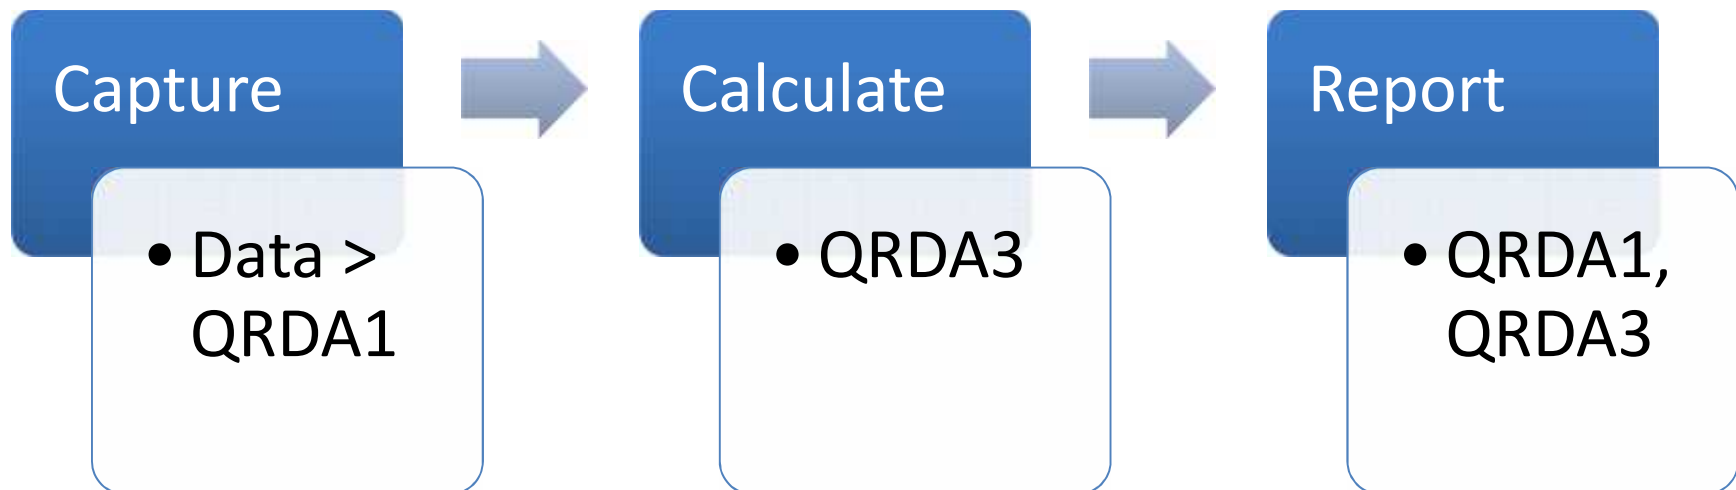 Capture
• Data >
QRDA1
Calculate
• QRDA3
Report
• QRDA1,
QRDA3